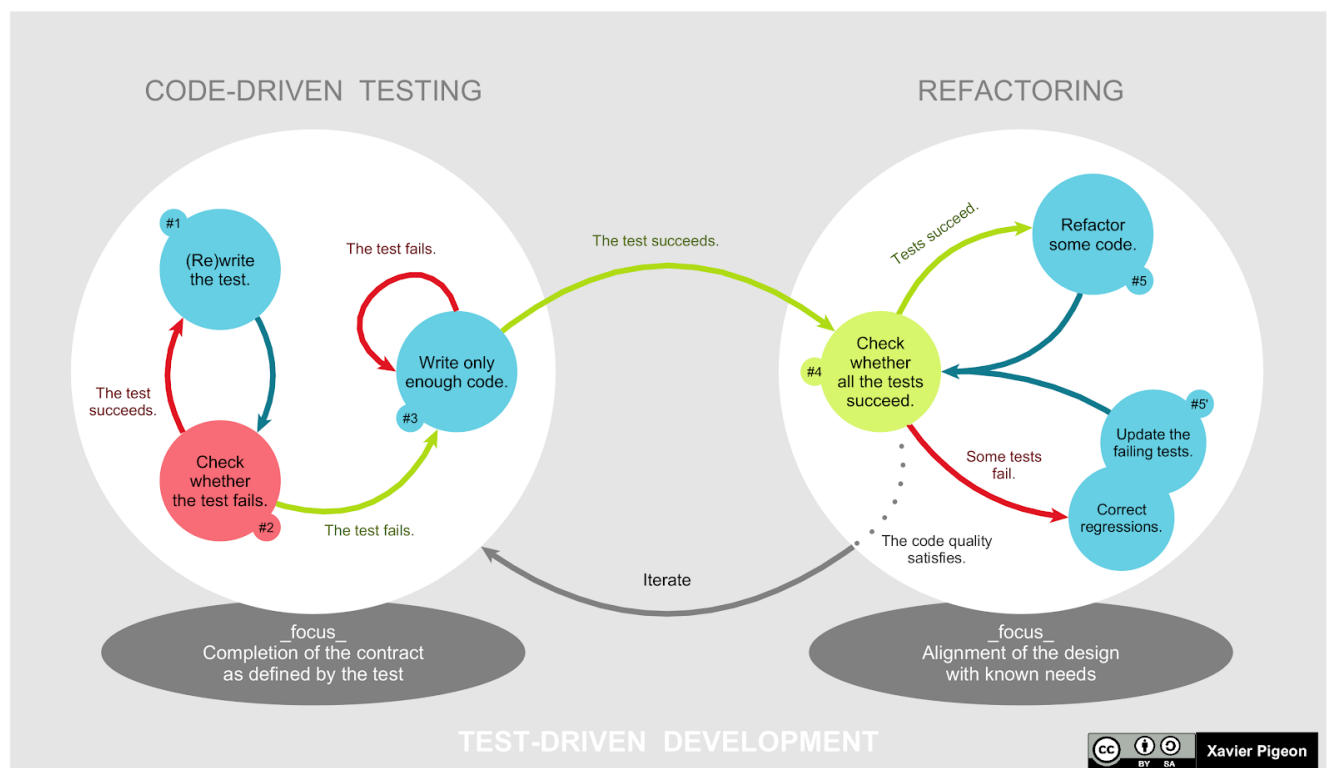 CODE-DRIVEN TESTING
REFACTORING
#1
(Re)write
the test.
The test
succeeds.
Check
whether
the test fails.
#2
The test fails.
The test fails.
Write only
enough code.
#3
The test succeeds.
Check
whether
all the tests
succeed.
#4
Tests succeed.
Refactor
some code.
#5
Some tests
fail.
#5'
Update the
failing tests.
Correct
regressions.
The code quality
satisfies.
Iterate
_focus_
Completion of the contract
as defined by the test
_focus_
Alignment of the design
with known needs
TEST-DRIVEN DEVELOPMENT
cc
BY SA
Xavier Pigeon